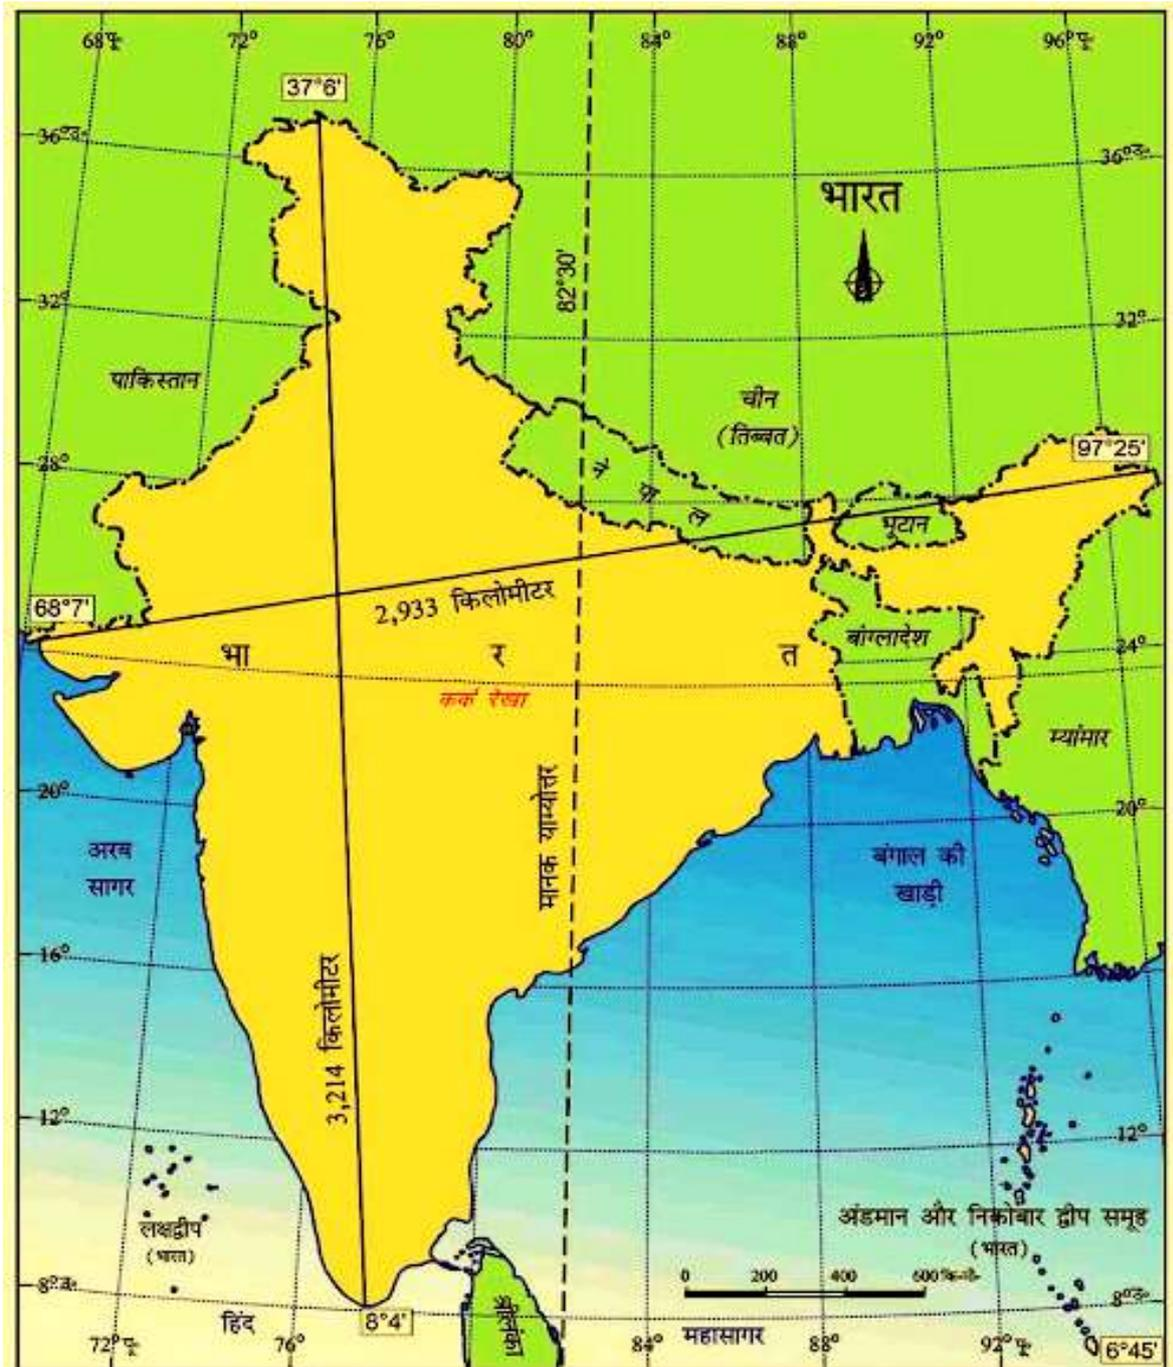 68°पू.
72°
76°
80°
84°
88°
92°
96°पू.
37°6'
36°उ.
36°उ.
भारत
82°30'
32°
32°
पाकिस्तान
चीन
(तिब्बत)
97°25'
28°
नेपाल
भूटान
2,933 किलोमीटर
68°7'
बांग्लादेश
24°
भा र त
कर्क रेखा
म्यांमार
मानक याम्योत्तर
20°
20°
अरब
सागर
बंगाल की
खाड़ी
16°
3,214 किलोमीटर
12°
12°
लक्षद्वीप
(भारत)
अंडमान और निकोबार द्वीप समूह
(भारत)
0 200 400 600 कि॰मी॰
8°उ.
8°उ.
8°4'
हिंद
श्रीलंका
महासागर
6°45'
72°पू.
76°
84°
88°
92°